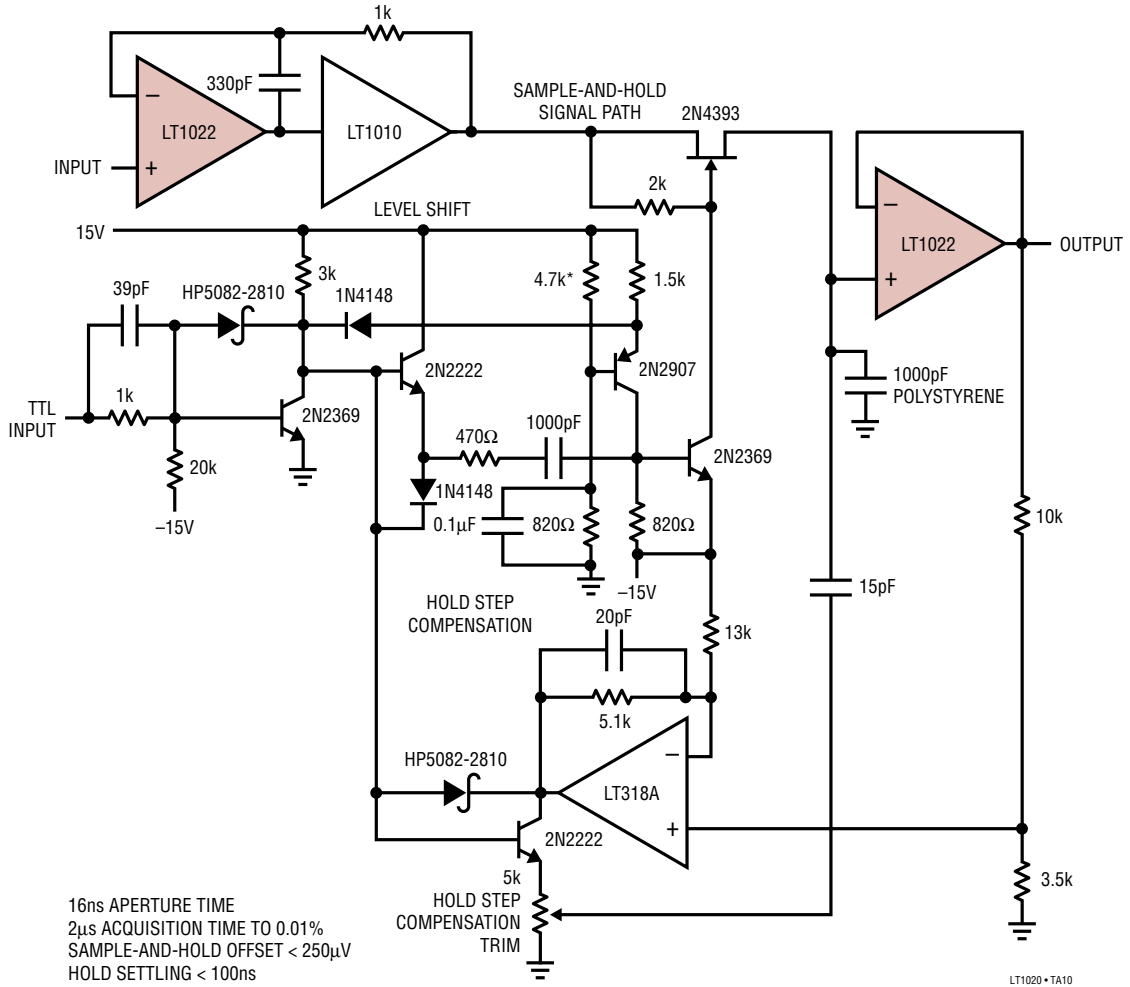 1k
330pF
LT1022
LT1010
−
+
INPUT
SAMPLE-AND-HOLD
SIGNAL PATH
2N4393
2k
LT1022
−
+
OUTPUT
LEVEL SHIFT
15V
3k
4.7k*
1.5k
39pF
HP5082-2810
1N4148
2N2222
2N2907
1000pF
POLYSTYRENE
1k
TTL
INPUT
2N2369
470Ω
1000pF
2N2369
20k
–15V
1N4148
0.1µF
820Ω
820Ω
10k
–15V
15pF
HOLD STEP
COMPENSATION
20pF
13k
5.1k
HP5082-2810
LT318A
−
+
2N2222
5k
HOLD STEP
COMPENSATION
TRIM
3.5k
16ns APERTURE TIME
2µs ACQUISITION TIME TO 0.01%
SAMPLE-AND-HOLD OFFSET < 250µV
HOLD SETTLING < 100ns
LT1020 • TA10